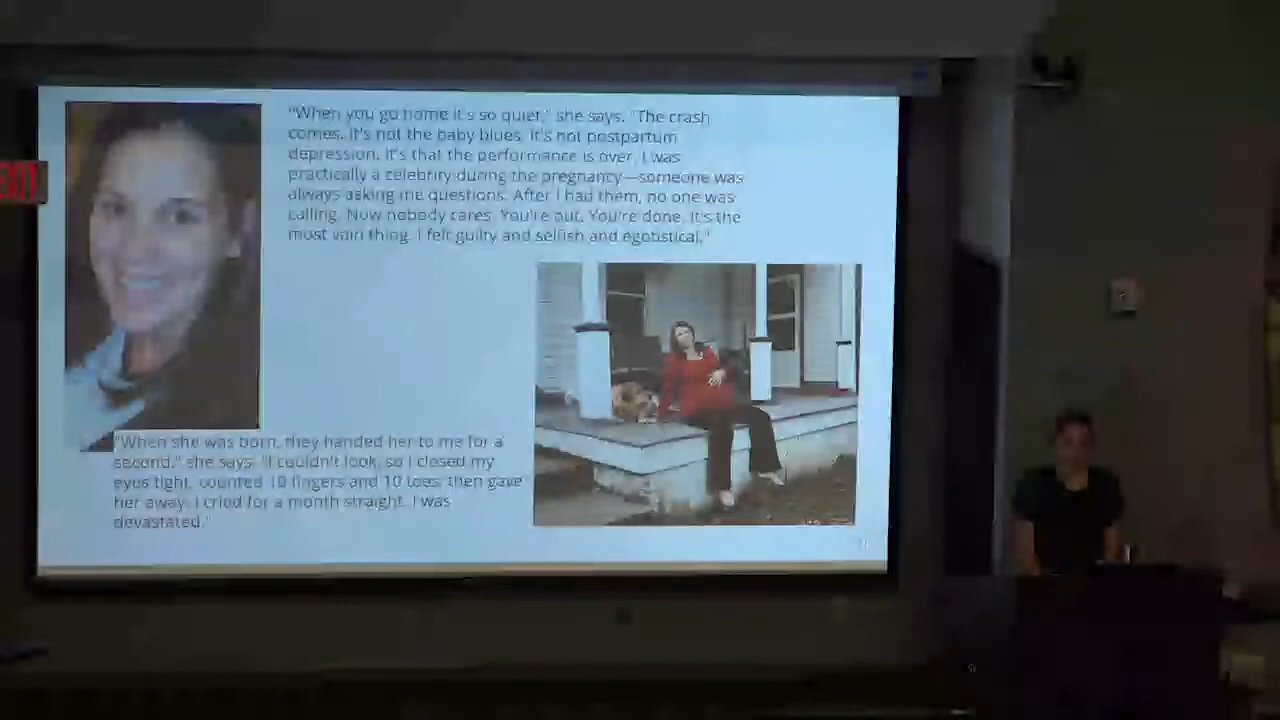 "When you go home it's so quiet," she says. "The crash
comes. It's not the baby blues. It's not postpartum
depression. It's that the performance is over. I was
practically a celebrity during the pregnancy—someone was
always asking me questions. After I had them, no one was
calling. Now nobody cares. You're out. You're done. It's the
most vain thing. I felt guilty and selfish and egotistical."
"When she was born, they handed her to me for a
second," she says. "I couldn't look, so I closed my
eyes tight, counted 10 fingers and 10 toes, then gave
her away. I cried for a month straight. I was
devastated."
EXIT